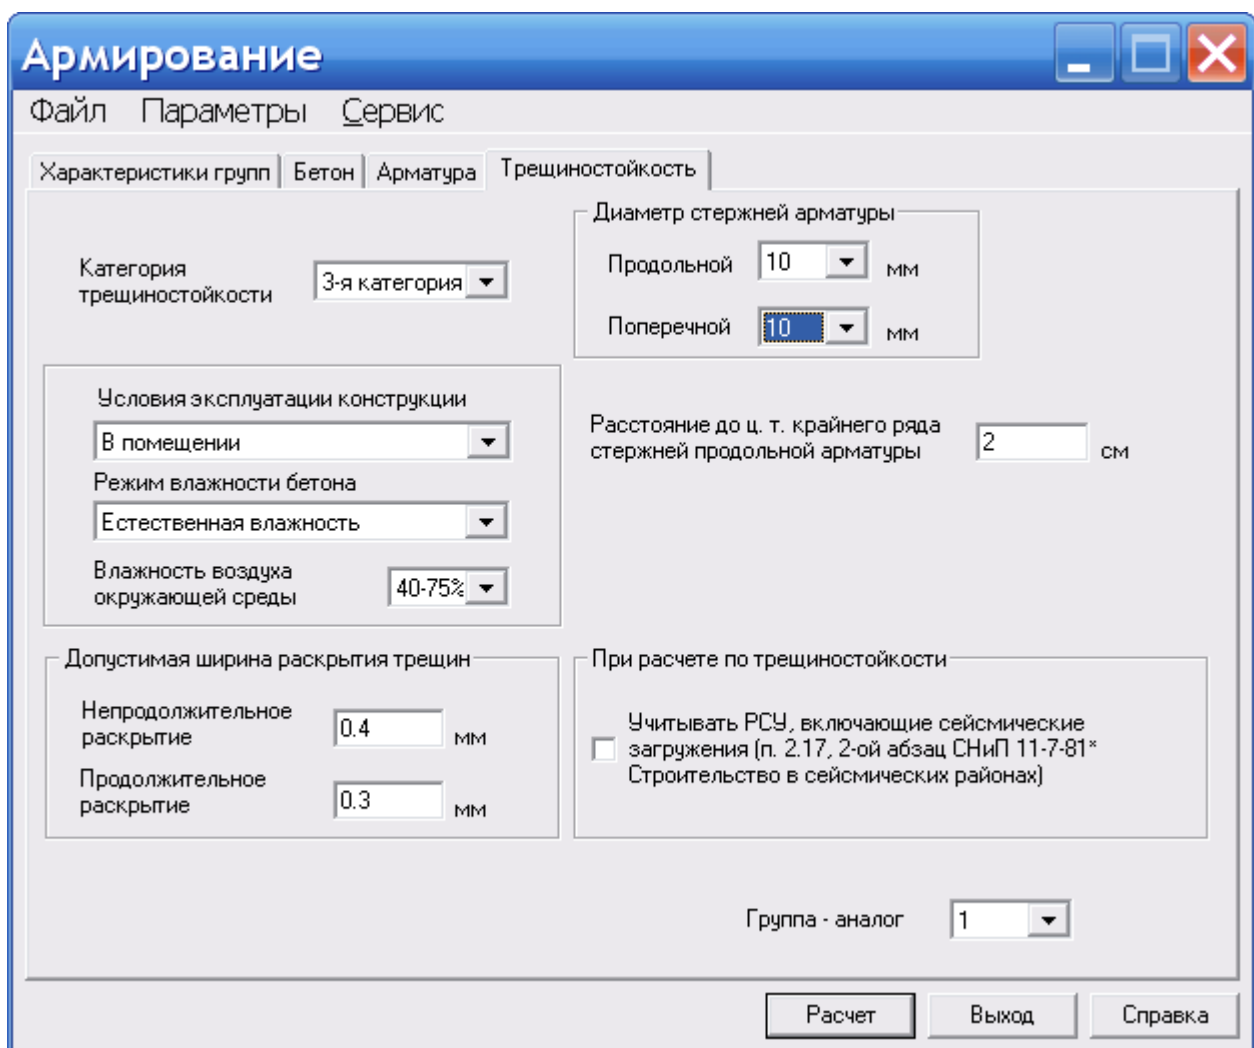 Армирование
Файл Параметры Сервис
Характеристики групп Бетон Арматура Трещиностойкость
Категория
трещиностойкости
3-я категория
Диаметр стержней арматуры
Продольной 10 мм
Поперечной 10 мм
Условия эксплуатации конструкции
В помещении
Режим влажности бетона
Естественная влажность
Влажность воздуха
окружающей среды
40-75%
Расстояние до ц. т. крайнего ряда
стержней продольной арматуры
2 см
Допустимая ширина раскрытия трещин
Непродолжительное
раскрытие
0.4 мм
Продолжительное
раскрытие
0.3 мм
При расчете по трещиностойкости
Учитывать РСУ, включающие сейсмические
загружения (п. 2.17, 2-ой абзац СНиП 11-7-81*
Строительство в сейсмических районах)
Группа - аналог 1
Расчет Выход Справка